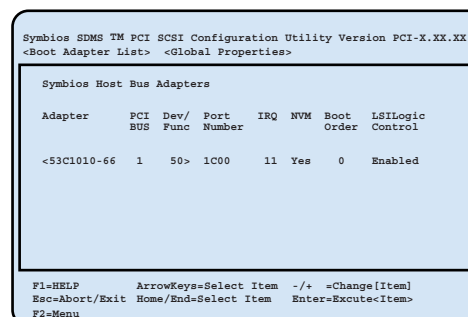 Symbios SDMS TM PCI SCSI Configuration Utility Version PCI-X.XX.XX
<Boot Adapter List> <Global Properties>
Symbios Host Bus Adapters
Adapter PCI Dev/ Port IRQ NVM Boot LSILogic
BUS Func Number Order Control
<53C1010-66 1 50> 1C00 11 Yes 0 Enabled
F1=HELP ArrowKeys=Select Item -/+ =Change[Item]
Esc=Abort/Exit Home/End=Select Item Enter=Excute<Item>
F2=Menu